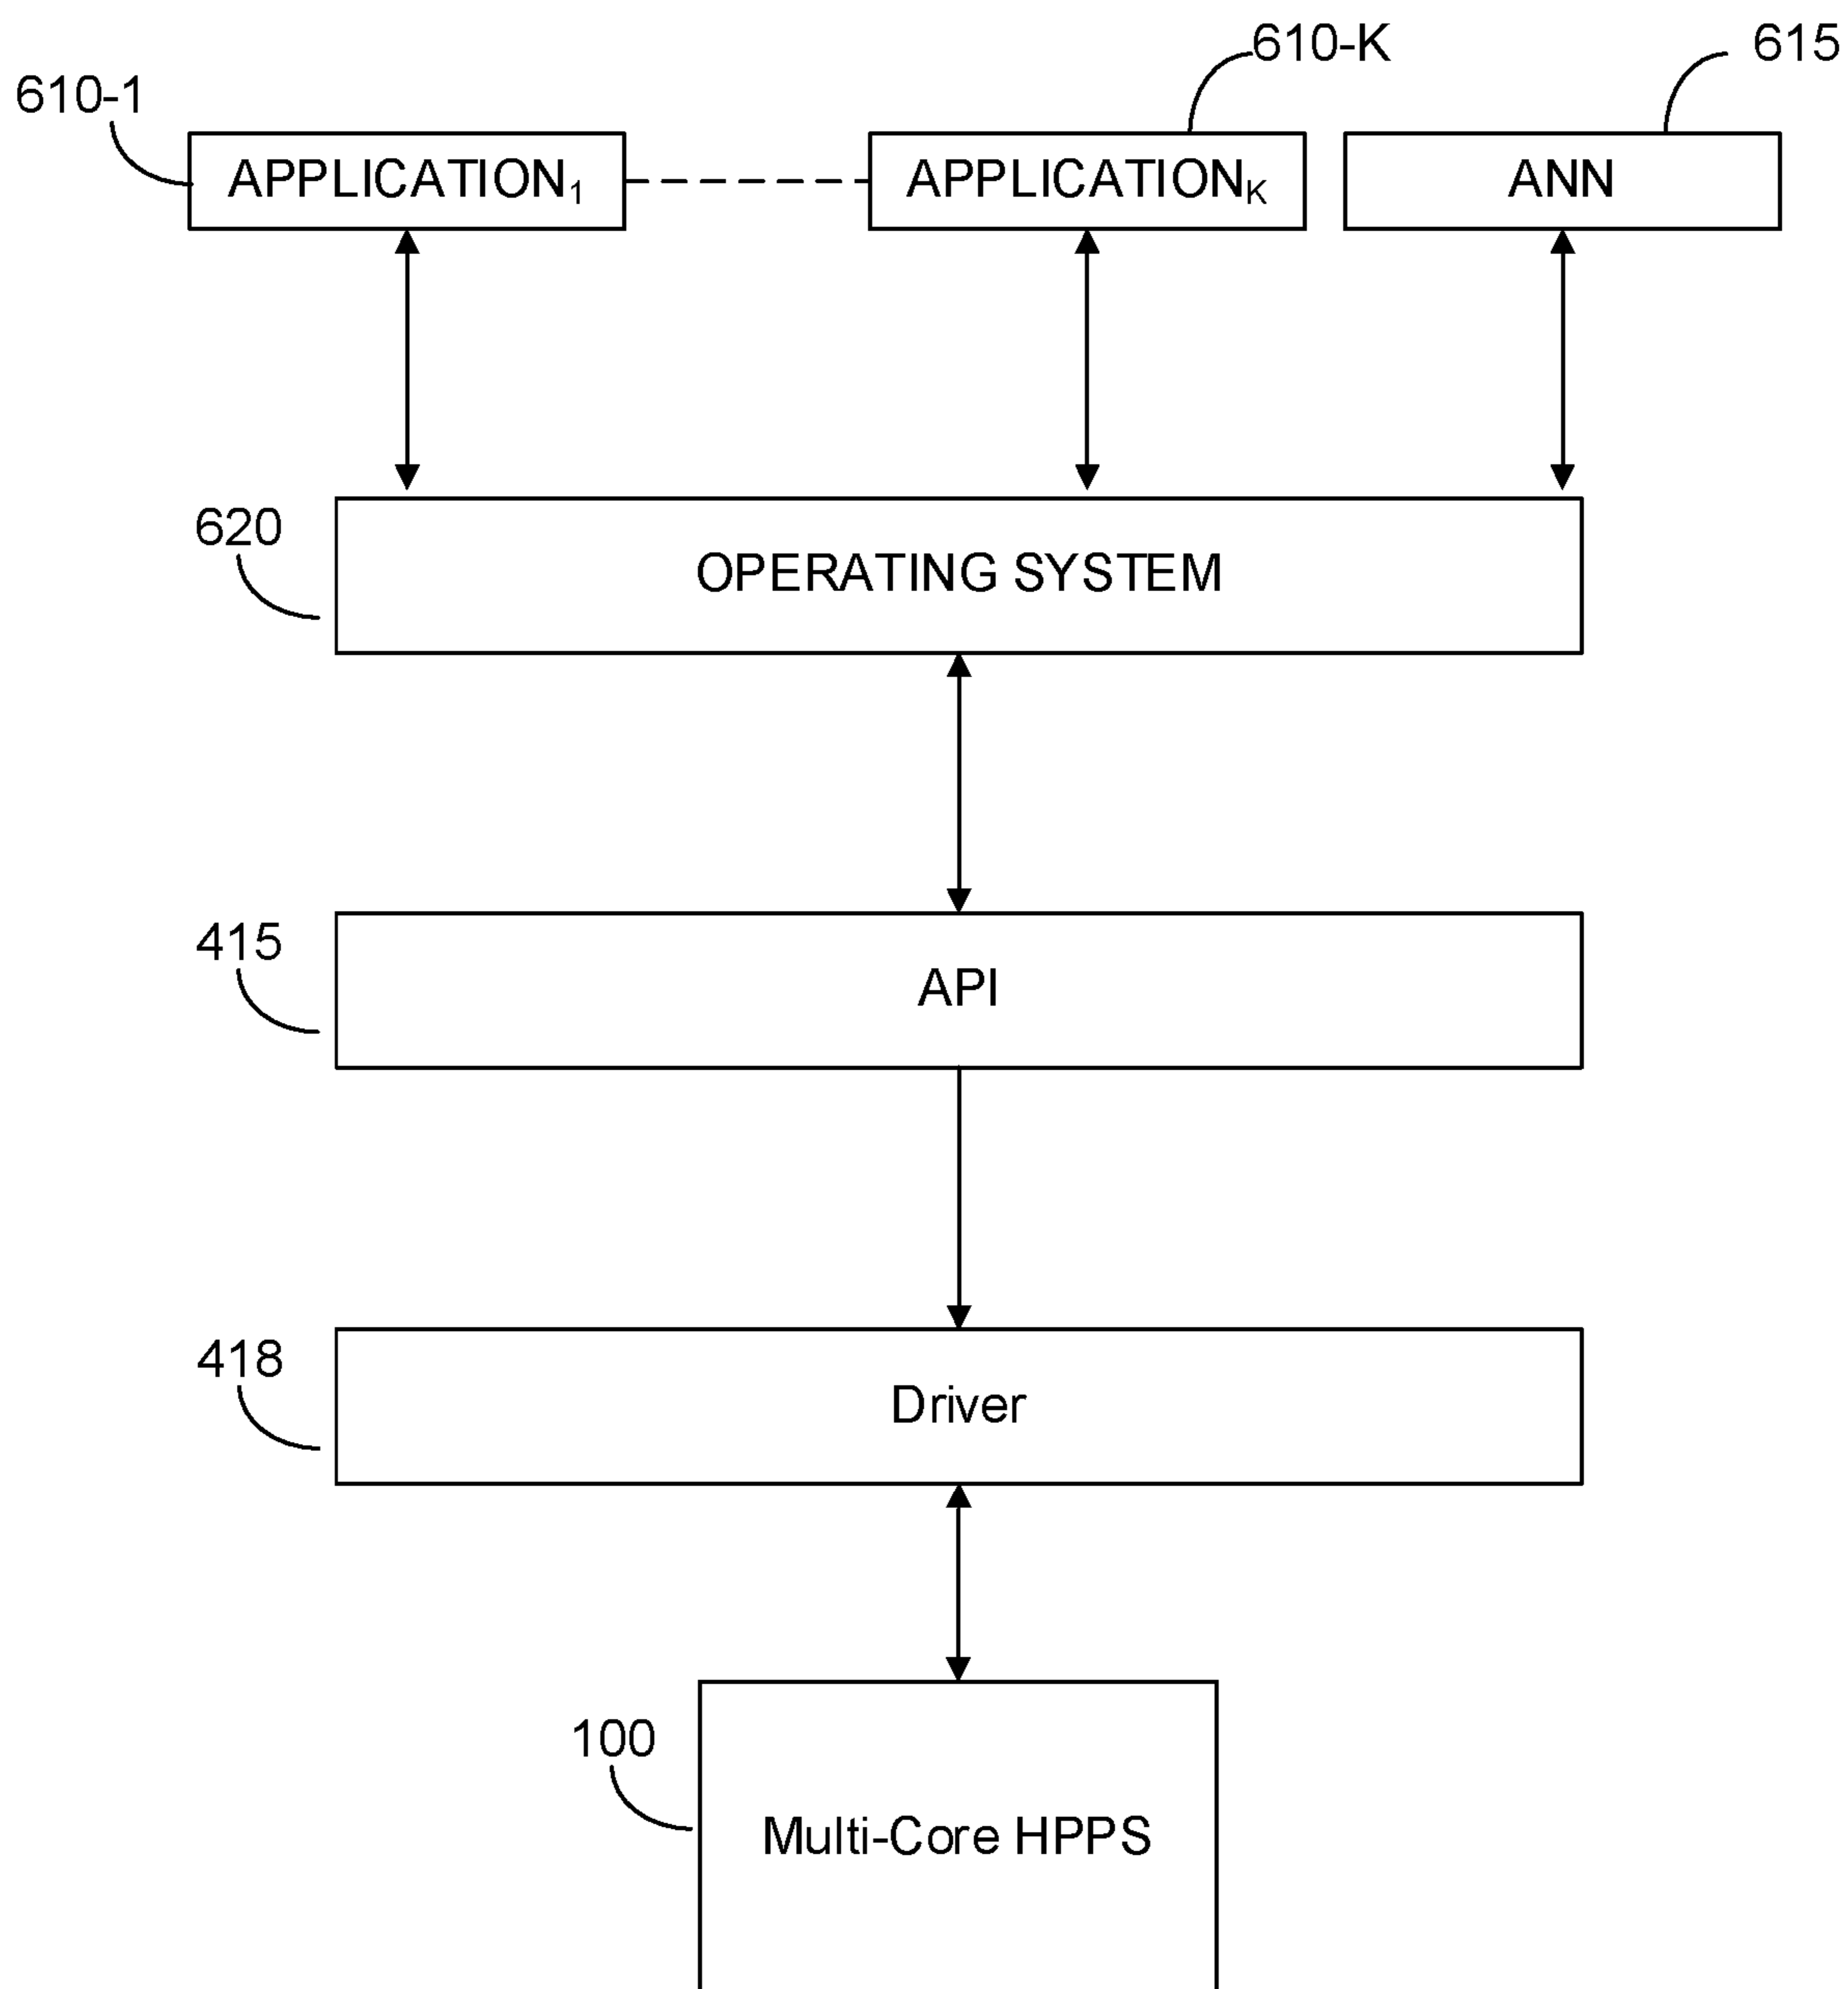 610-K 615
610-1
APPLICATION₁ APPLICATIONK ANN
620
OPERATING SYSTEM
415
API
418
Driver
100
Multi-Core HPPS